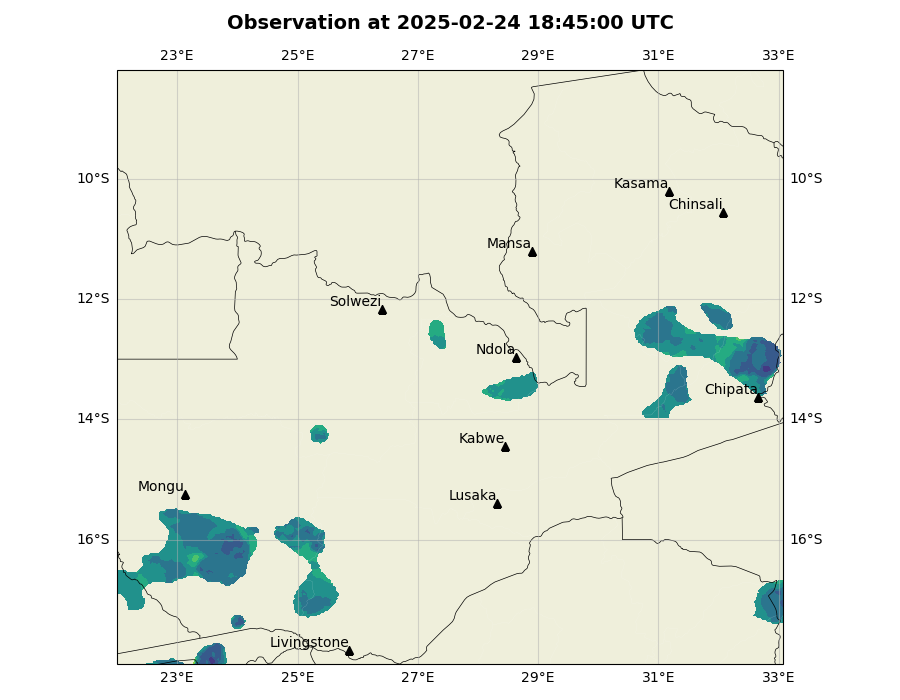 Observation at 2025-02-24 18:45:00 UTC
23°E 25°E 27°E 29°E 31°E 33°E
10°S 10°S
Kasama
Chinsali
Mansa
12°S 12°S
Solwezi
Ndola
Chipata
14°S 14°S
Kabwe
Mongu
Lusaka
16°S 16°S
Livingstone
23°E 25°E 27°E 29°E 31°E 33°E